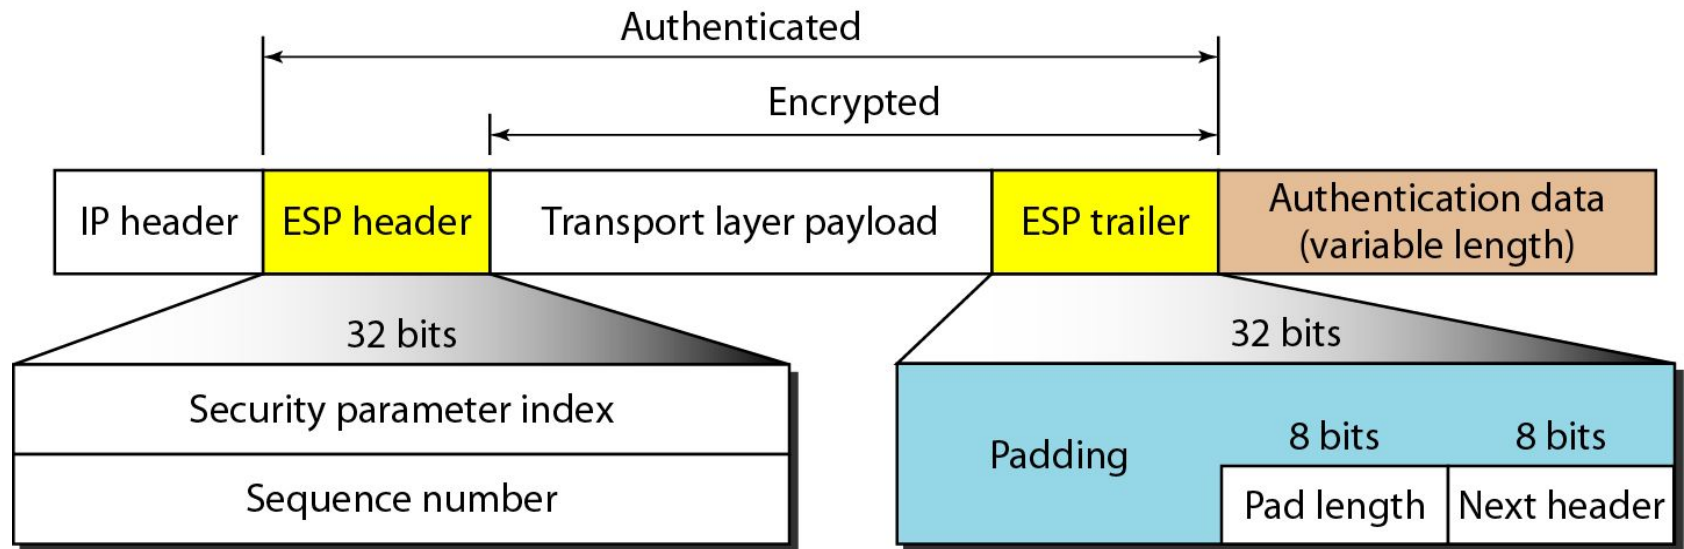 Authenticated
Encrypted
IP header
ESP header
Transport layer payload
ESP trailer
Authentication data
(variable length)
32 bits
Security parameter index
Sequence number
32 bits
Padding
8 bits
8 bits
Pad length
Next header